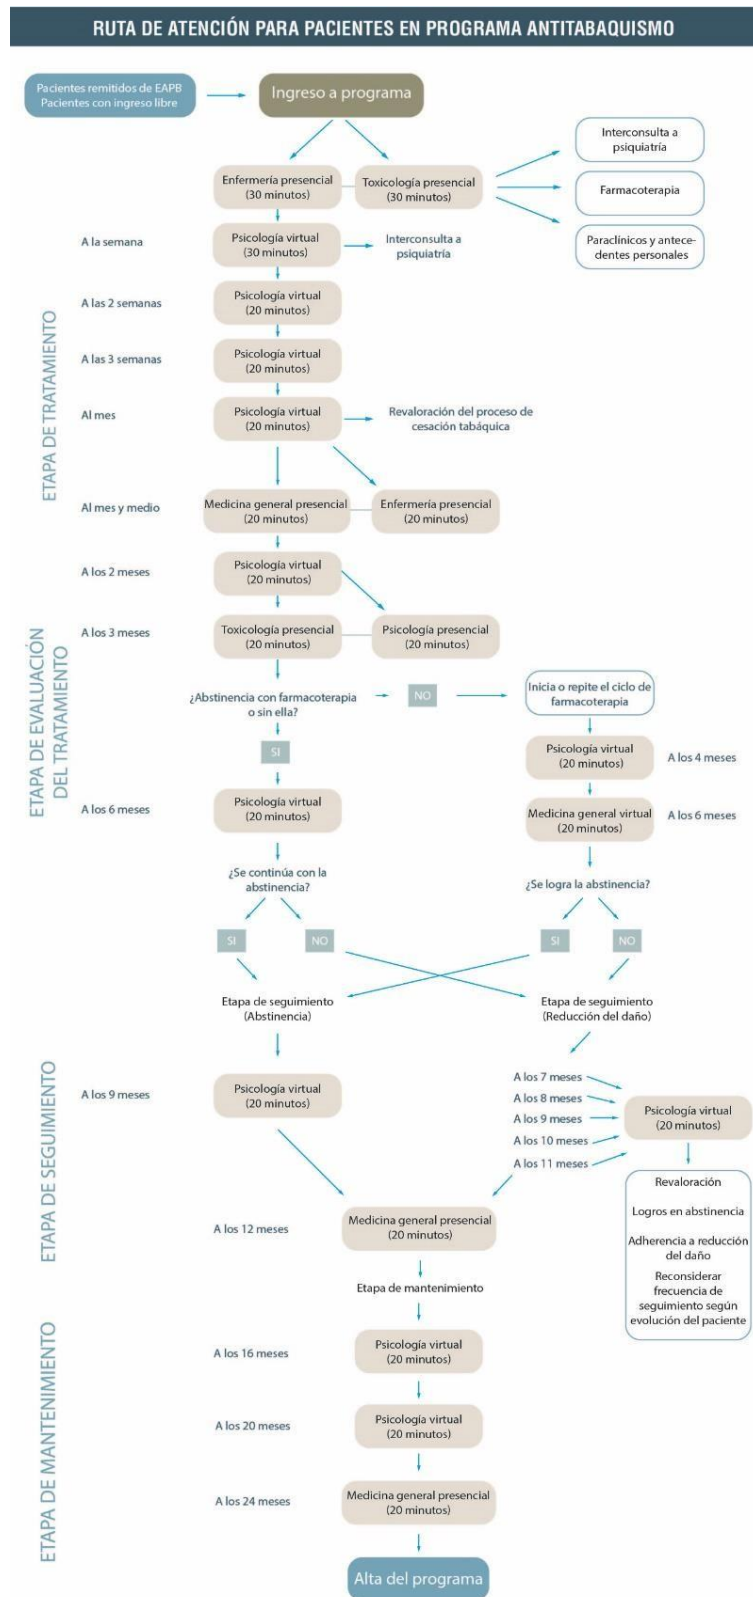 RUTA DE ATENCIÓN PARA PACIENTES EN PROGRAMA ANTITABAQUISMO
Pacientes remitidos de EAPB
Pacientes con ingreso libre
Ingreso a programa
Enfermería presencial
(30 minutos)
Toxicología presencial
(30 minutos)
Interconsulta a
psiquiatría
Farmacoterapia
Paraclínicos y antece-
dentes personales
ETAPA DE TRATAMIENTO
A la semana
Psicología virtual
(30 minutos)
Interconsulta a
psiquiatría
A las 2 semanas
Psicología virtual
(20 minutos)
A las 3 semanas
Psicología virtual
(20 minutos)
Al mes
Psicología virtual
(20 minutos)
Revaloración del proceso de
cesación tabáquica
Al mes y medio
Medicina general presencial
(20 minutos)
Enfermería presencial
(20 minutos)
A los 2 meses
Psicología virtual
(20 minutos)
ETAPA DE EVALUACIÓN
DEL TRATAMIENTO
A los 3 meses
Toxicología presencial
(20 minutos)
Psicología presencial
(20 minutos)
¿Abstinencia con farmacoterapia
o sin ella?
NO
Inicia o repite el ciclo de
farmacoterapia
SI
Psicología virtual
(20 minutos)
A los 4 meses
A los 6 meses
Psicología virtual
(20 minutos)
Medicina general virtual
(20 minutos)
A los 6 meses
¿Se continúa con la
abstinencia?
¿Se logra la abstinencia?
SI
NO
SI
NO
Etapa de seguimiento
(Abstinencia)
Etapa de seguimiento
(Reducción del daño)
ETAPA DE SEGUIMIENTO
A los 9 meses
Psicología virtual
(20 minutos)
A los 7 meses
A los 8 meses
A los 9 meses
A los 10 meses
A los 11 meses
Psicología virtual
(20 minutos)
Revaloración
Logros en abstinencia
Adherencia a reducción
del daño
Reconsiderar
frecuencia de
seguimiento según
evolución del paciente
A los 12 meses
Medicina general presencial
(20 minutos)
Etapa de mantenimiento
ETAPA DE MANTENIMIENTO
A los 16 meses
Psicología virtual
(20 minutos)
A los 20 meses
Psicología virtual
(20 minutos)
A los 24 meses
Medicina general presencial
(20 minutos)
Alta del programa